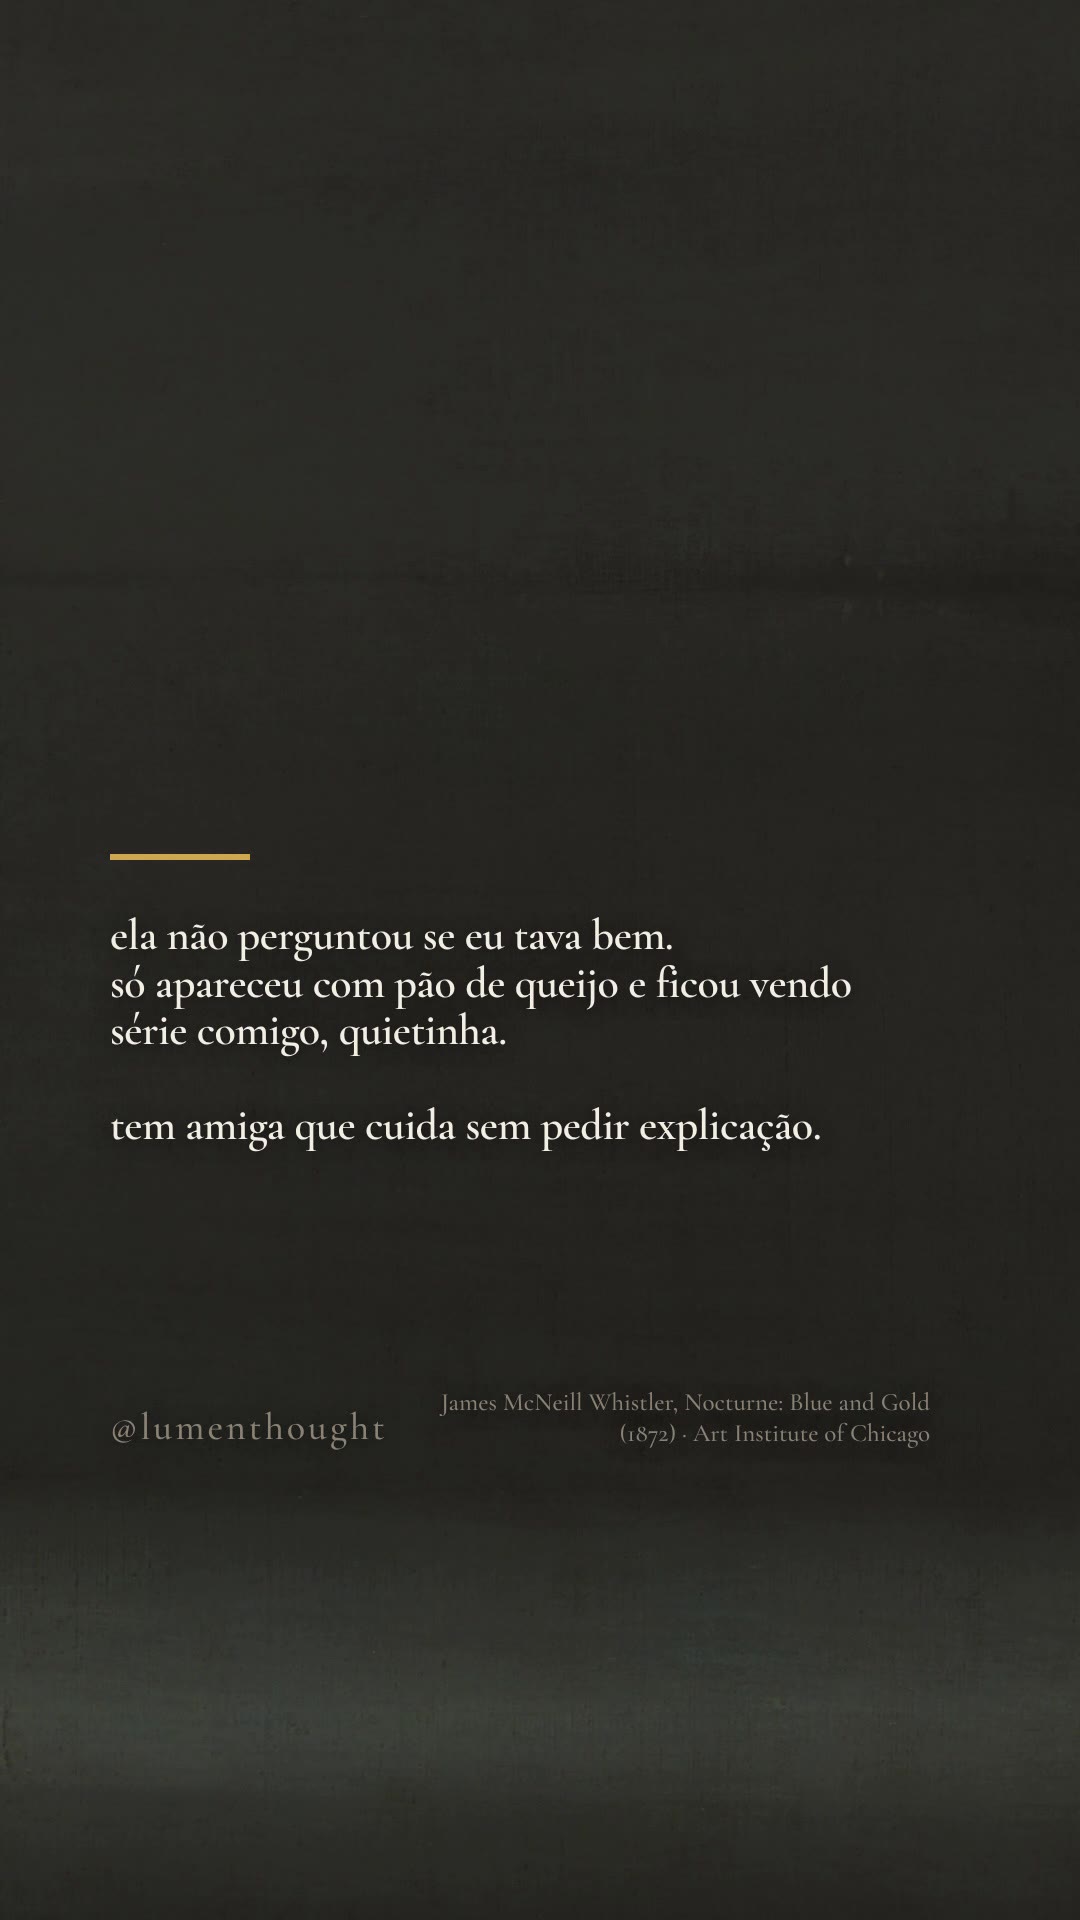 ela não perguntou se eu tava bem.
só apareceu com pão de queijo e ficou vendo
série comigo, quietinha.
tem amiga que cuida sem pedir explicação.
@lumenthought
James McNeill Whistler, Nocturne: Blue and Gold
(1872) · Art Institute of Chicago